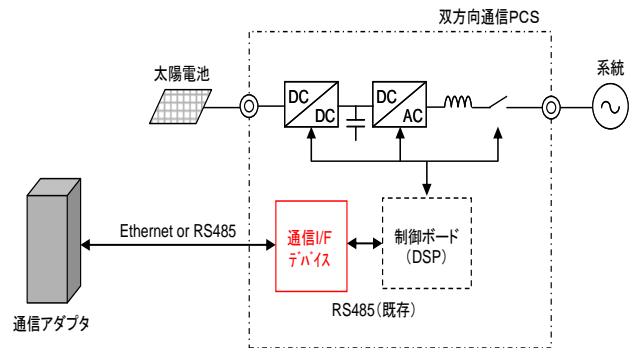 双方向通信PCS
太陽電池
系統
DC
DC
DC
AC
Ethernet or RS485
通信I/F
デバイス
制御ボード
(DSP)
RS485(既存)
通信アダプタ